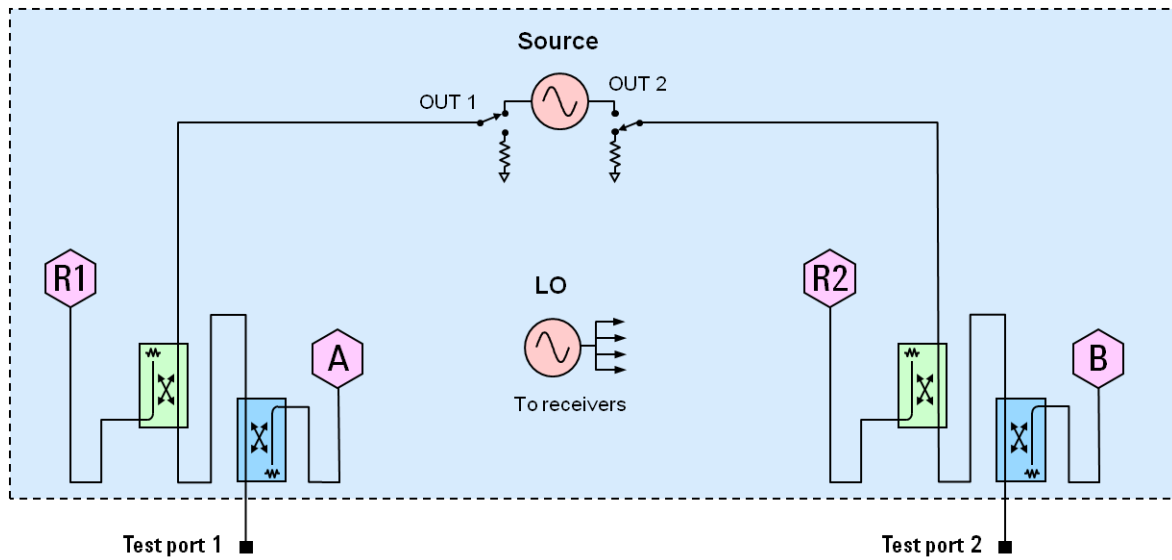 Source
OUT 1
OUT 2
R1
R2
LO
A
B
To receivers
Test port 1
Test port 2